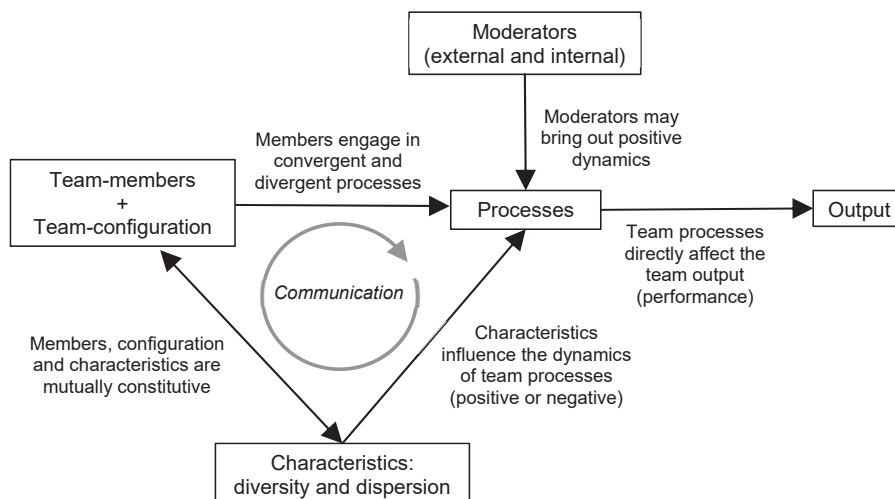 Moderators
(external and internal)
Moderators may
bring out positive
dynamics
Members engage in
convergent and
divergent processes
Team-members
+
Team-configuration
Processes
Output
Team processes
directly affect the
team output
(performance)
Communication
Members, configuration
and characteristics are
mutually constitutive
Characteristics
influence the dynamics
of team processes
(positive or negative)
Characteristics:
diversity and dispersion